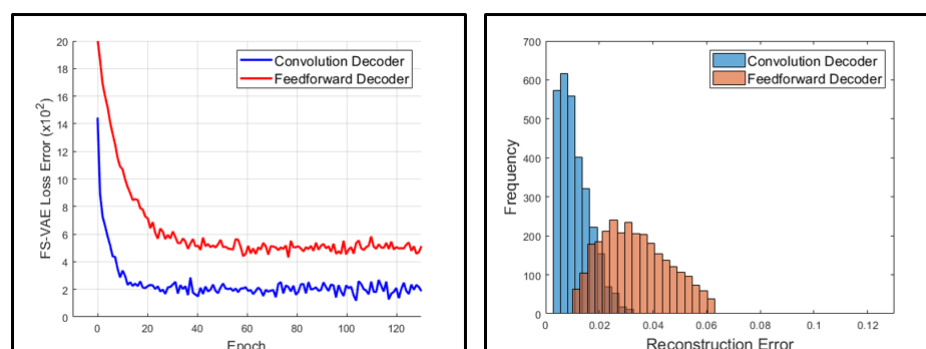 20
18
16
14
12
10
8
6
4
2
0
FS-VAE Loss Error (x10²)
Convolution Decoder
Feedforward Decoder
0 20 40 60 80 100 120
Epoch
700
600
500
400
300
200
100
0
Frequency
Convolution Decoder
Feedforward Decoder
0 0.02 0.04 0.06 0.08 0.1 0.12
Reconstruction Error